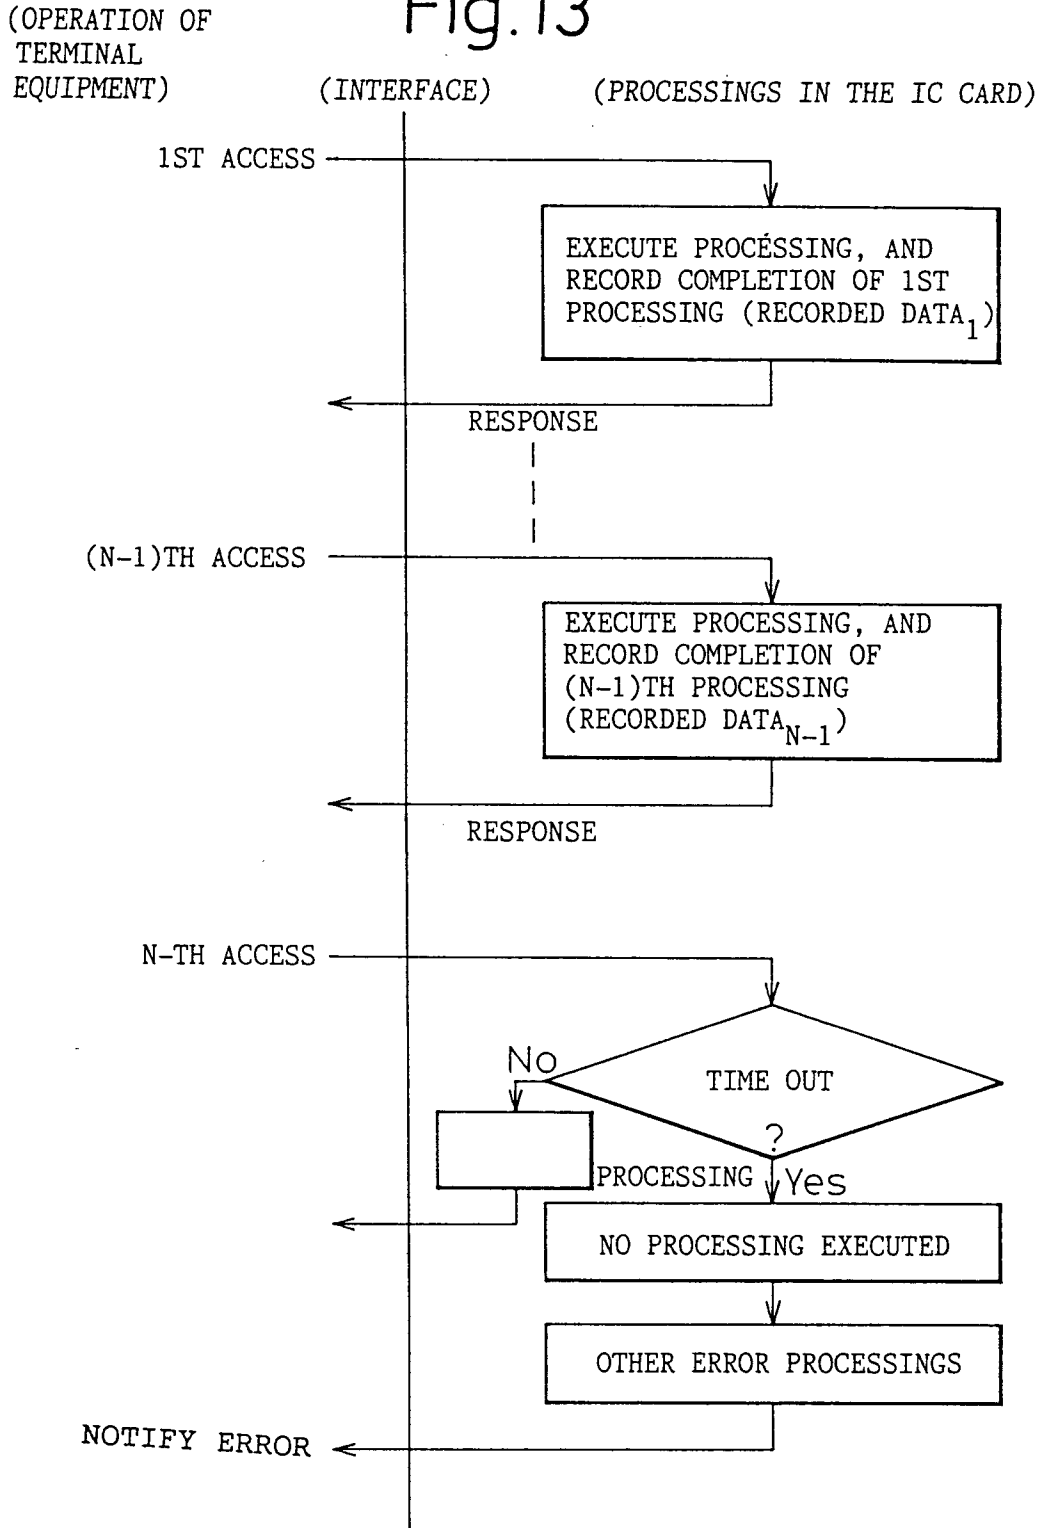 Fig.13
(OPERATION OF
TERMINAL
EQUIPMENT)
(INTERFACE)
(PROCESSINGS IN THE IC CARD)
1ST ACCESS
EXECUTE PROCESSING, AND
RECORD COMPLETION OF 1ST
PROCESSING (RECORDED DATA1)
RESPONSE
(N-1)TH ACCESS
EXECUTE PROCESSING, AND
RECORD COMPLETION OF
(N-1)TH PROCESSING
(RECORDED DATAN-1)
RESPONSE
N-TH ACCESS
TIME OUT
?
No
PROCESSING
Yes
NO PROCESSING EXECUTED
OTHER ERROR PROCESSINGS
NOTIFY ERROR